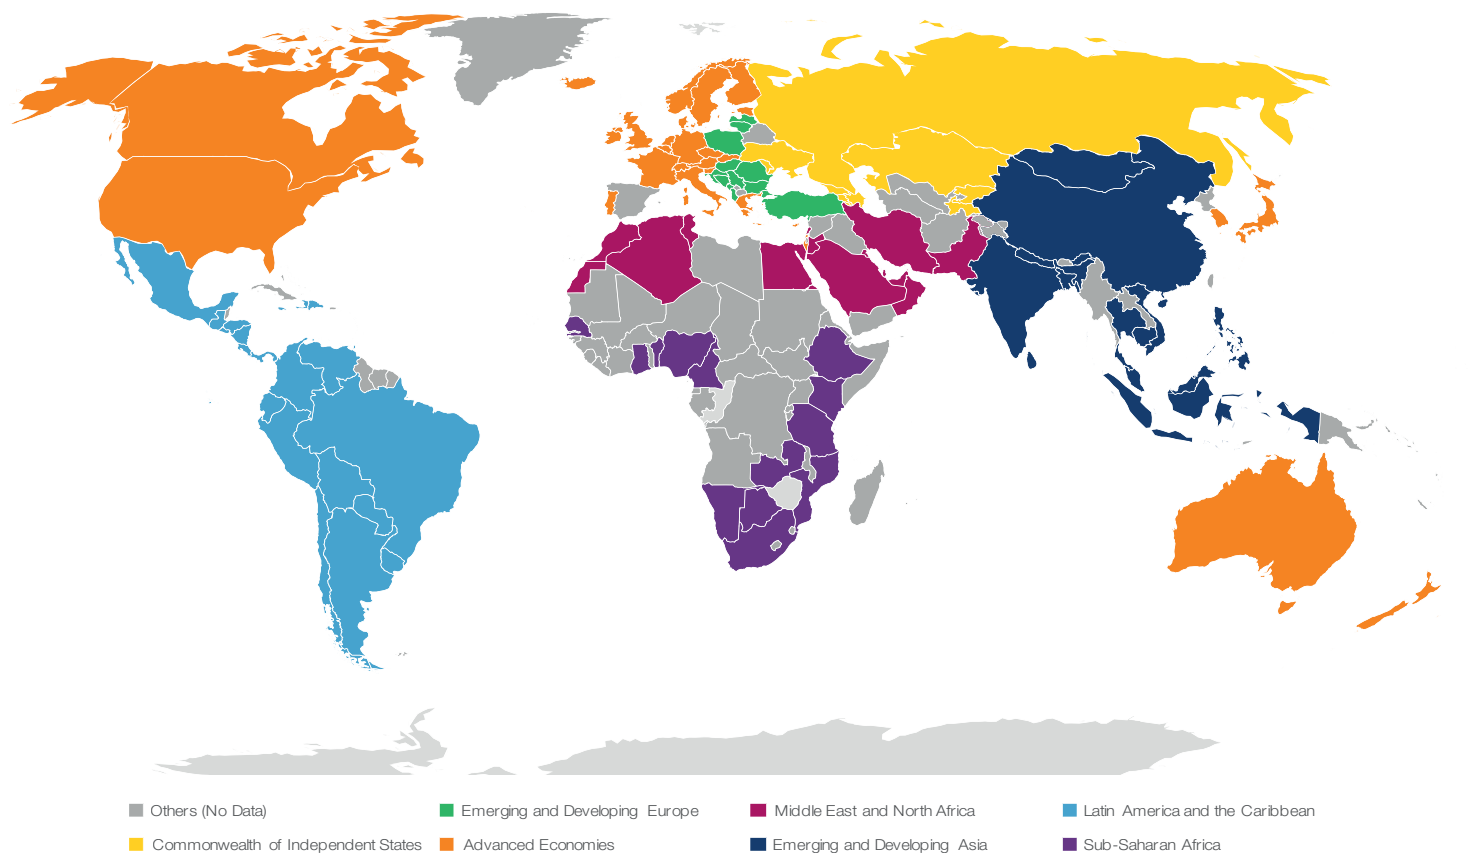 Others (No Data) Emerging and Developing Europe Middle East and North Africa Latin America and the Caribbean
Commonwealth of Independent States Advanced Economies Emerging and Developing Asia Sub-Saharan Africa